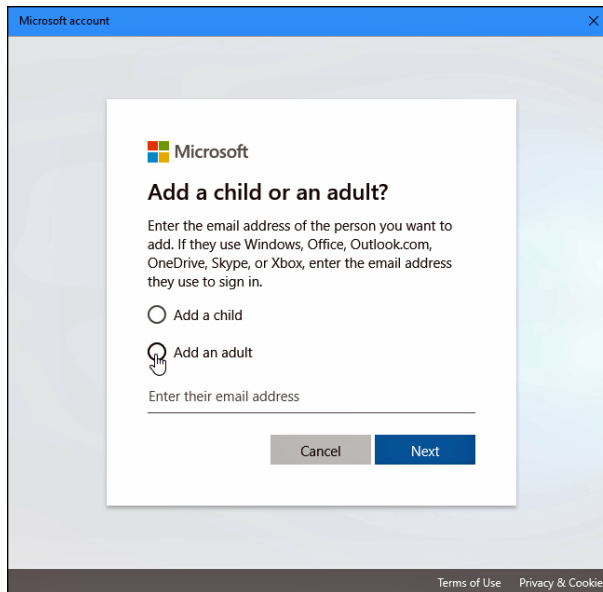 Microsoft account
Microsoft
Add a child or an adult?
Enter the email address of the person you want to
add. If they use Windows, Office, Outlook.com,
OneDrive, Skype, or Xbox, enter the email address
they use to sign in.
Add a child
Add an adult
Enter their email address
Cancel
Next
Terms of Use
Privacy & Cookie